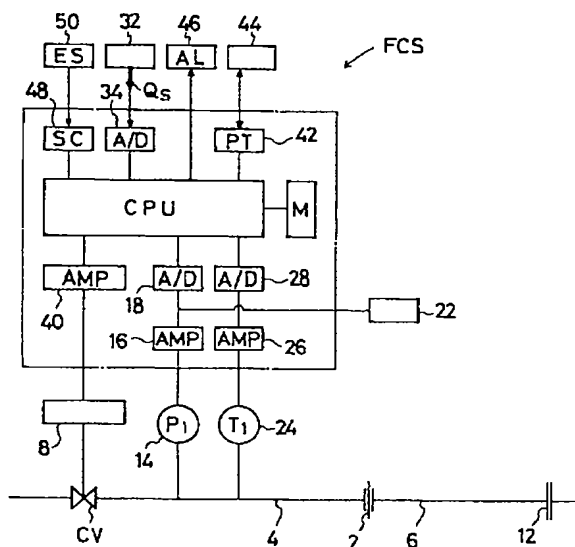 50 32 46 44
FCS
ES AL
48 34 Qs
SC A/D PT 42
CPU M
AMP A/D A/D 28
40 18 22
16 AMP AMP 26
8 P1 T1 24
14
CV 4 2 6 12